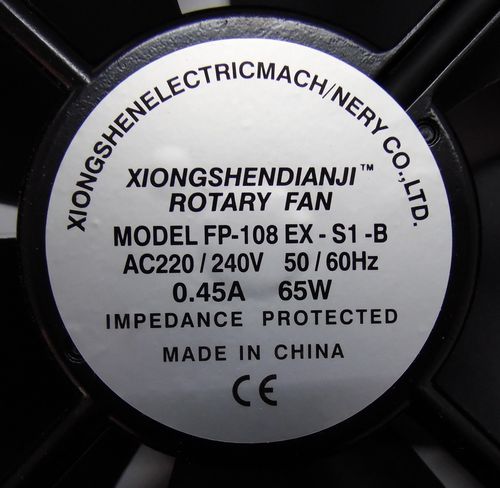 XIONGSHENELECTRICMACH/NERY CO.,LTD.
XIONGSHENDIANJI™
ROTARY FAN
MODEL FP-108 EX - S1 -B
AC220 / 240V 50 / 60Hz
0.45A 65W
IMPEDANCE PROTECTED
MADE IN CHINA
CE